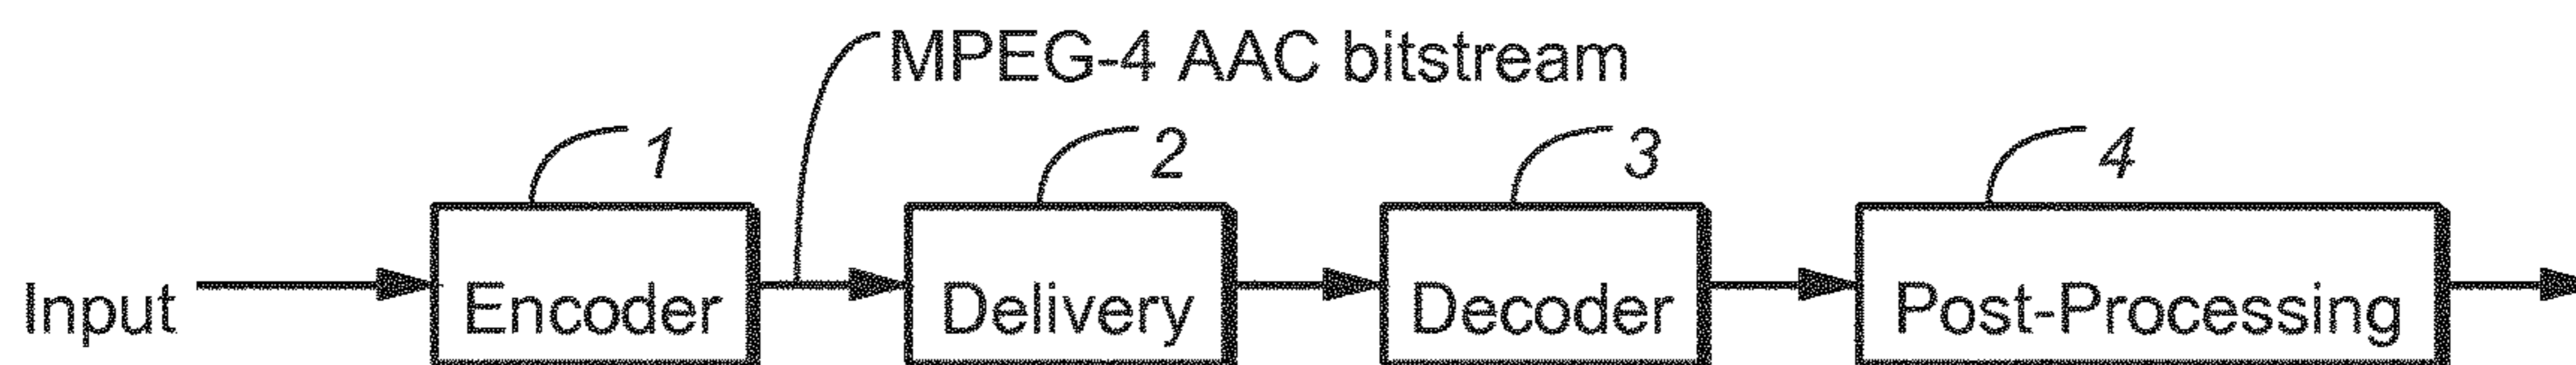 MPEG-4 AAC bitstream
1 2 3 4
Input Encoder Delivery Decoder Post-Processing